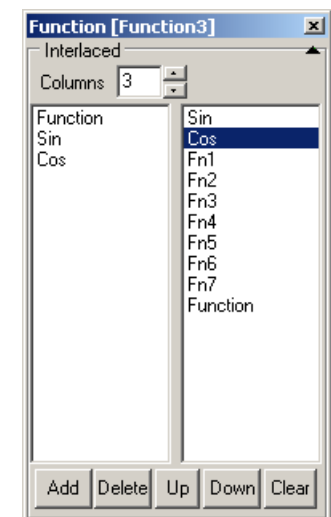 Function [Function3]
Interlaced
Columns 3
Function
Sin
Cos
Sin
Cos
Fn1
Fn2
Fn3
Fn4
Fn5
Fn6
Fn7
Function
Add Delete Up Down Clear